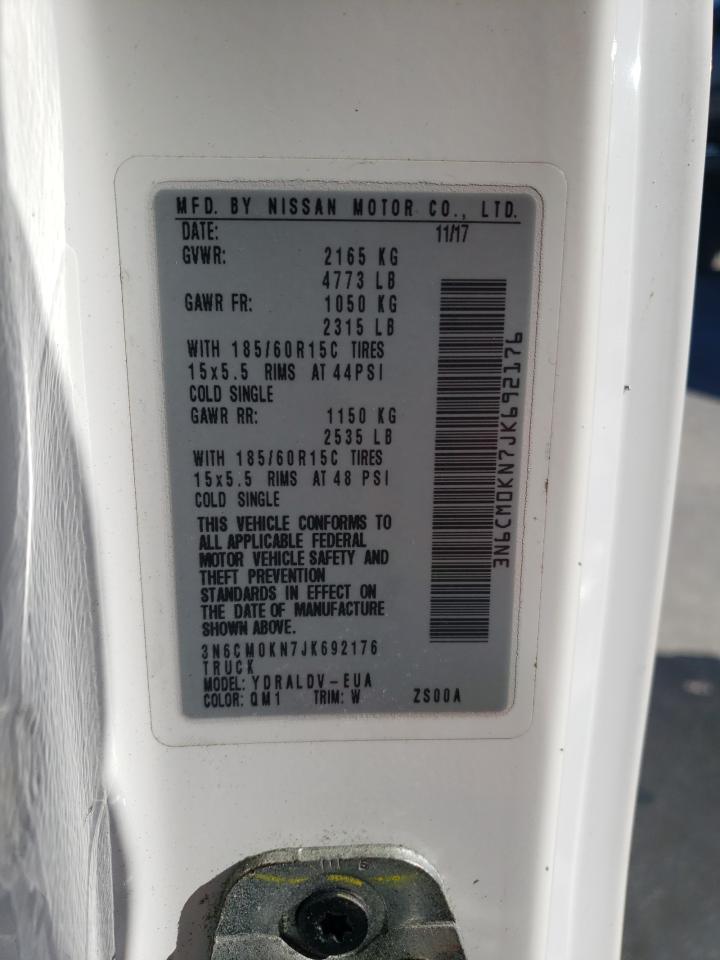 MFD. BY NISSAN MOTOR CO., LTD.
DATE: 11/17
GVWR: 2165 KG
4773 LB
GAWR FR: 1050 KG
2315 LB
WITH 185/60R15C TIRES
15x5.5 RIMS AT 44PSI
COLD SINGLE
GAWR RR: 1150 KG
2535 LB
WITH 185/60R15C TIRES
15x5.5 RIMS AT 48 PSI
COLD SINGLE
THIS VEHICLE CONFORMS TO
ALL APPLICABLE FEDERAL
MOTOR VEHICLE SAFETY AND
THEFT PREVENTION
STANDARDS IN EFFECT ON
THE DATE OF MANUFACTURE
SHOWN ABOVE.
3N6CM0KN7JK692176
TRUCK
MODEL: YDRALDV-EUA
COLOR: QM1 TRIM: W ZS00A
3N6CM0KN7JK692176